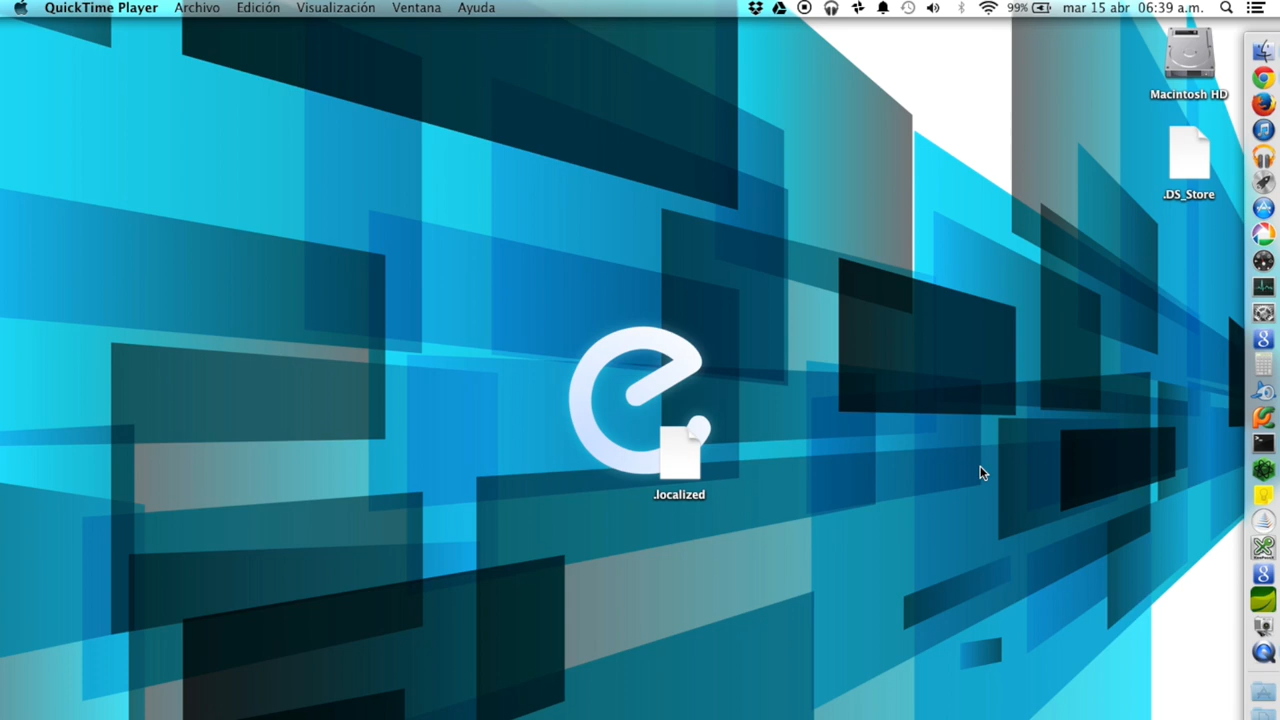 QuickTime Player Archivo Edición Visualización Ventana Ayuda 99% mar 15 abr 06:39 a.m.
Macintosh HD
.DS_Store
.localized